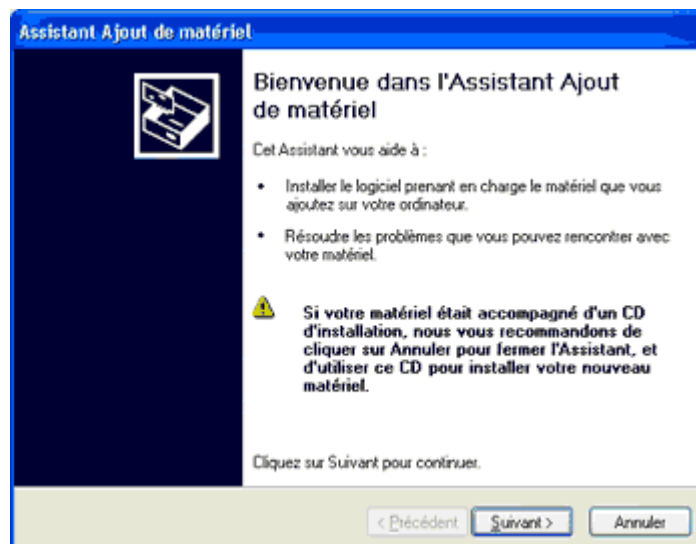 Assistant Ajout de matériel
Bienvenue dans l'Assistant Ajout
de matériel
Cet Assistant vous aide à :
• Installer le logiciel prenant en charge le matériel que vous
ajoutez sur votre ordinateur.
• Résoudre les problèmes que vous pouvez rencontrer avec
votre matériel.
Si votre matériel était accompagné d'un CD
d'installation, nous vous recommandons de
cliquer sur Annuler pour fermer l'Assistant, et
d'utiliser ce CD pour installer votre nouveau
matériel.
Cliquez sur Suivant pour continuer.
< Précédent Suivant > Annuler